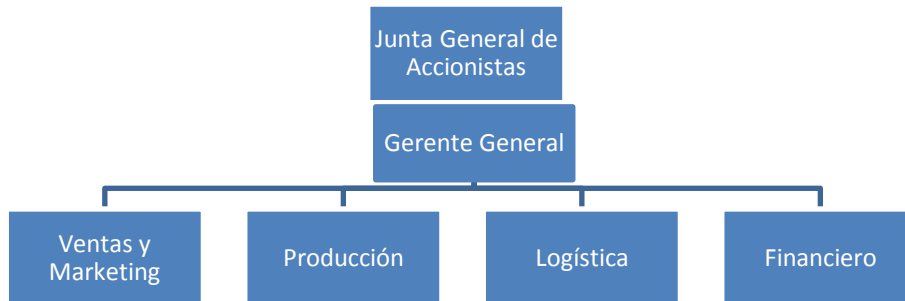 Junta General de
Accionistas
Gerente General
Ventas y
Marketing
Producción
Logística
Financiero